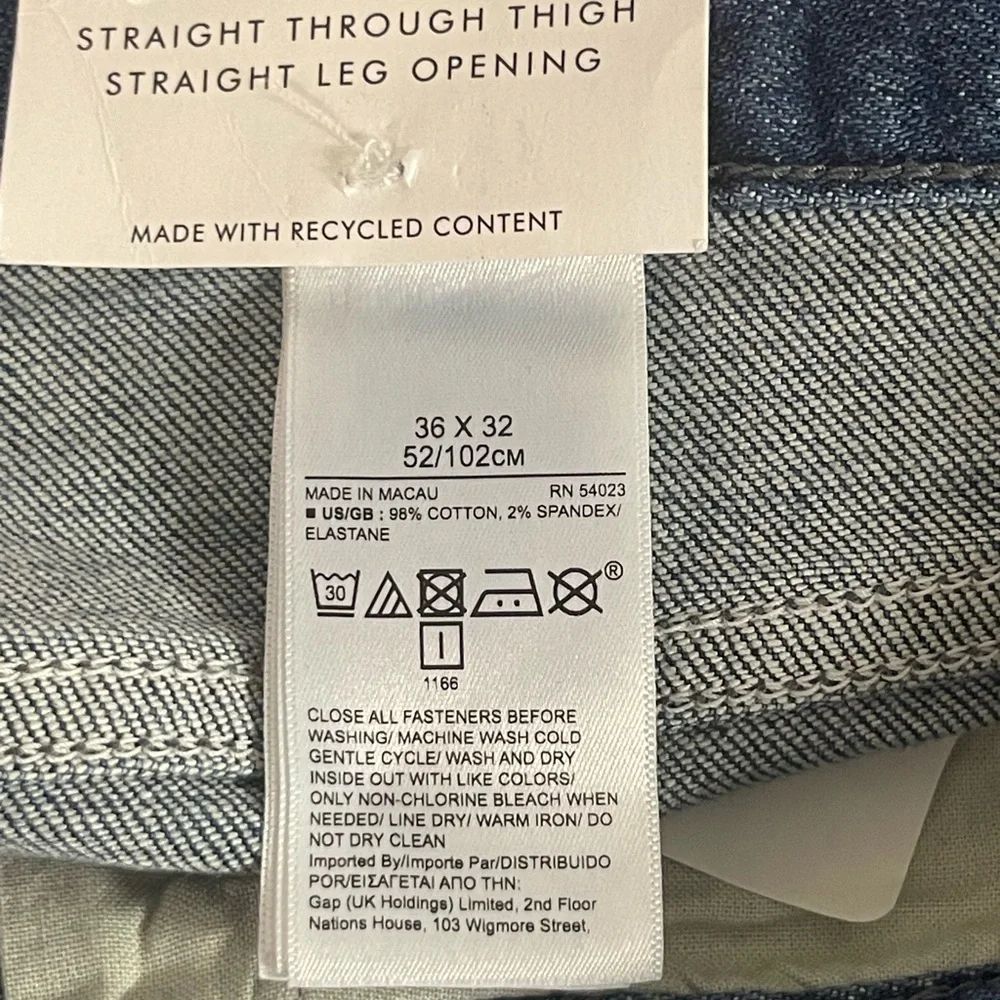 STRAIGHT THROUGH THIGH
STRAIGHT LEG OPENING
MADE WITH RECYCLED CONTENT
36 X 32
52/102CM
MADE IN MACAU RN 54023
■ US/GB : 98% COTTON, 2% SPANDEX/
ELASTANE
30 ®
1166
CLOSE ALL FASTENERS BEFORE
WASHING/ MACHINE WASH COLD
GENTLE CYCLE/ WASH AND DRY
INSIDE OUT WITH LIKE COLORS/
ONLY NON-CHLORINE BLEACH WHEN
NEEDED/ LINE DRY/ WARM IRON/ DO
NOT DRY CLEAN
Imported By/Importe Par/DISTRIBUIDO
POR/ΕΙΣΑΓΕΤΑΙ ΑΠΟ ΤΗΝ:
Gap (UK Holdings) Limited, 2nd Floor
Nations House, 103 Wigmore Street,